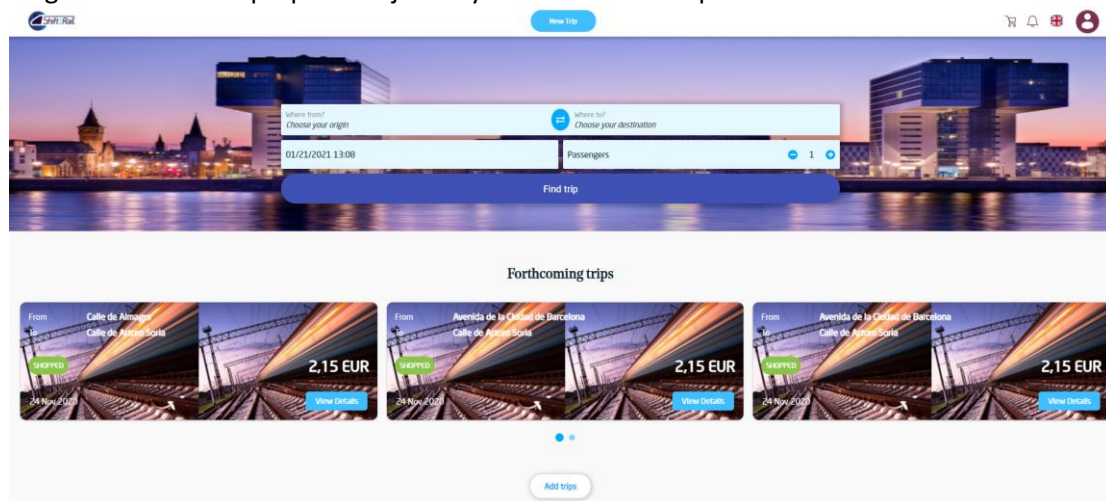 Shift2Rail
New Trip
Where from?
Choose your origin
Where to?
Choose your destination
01/21/2021 13:08
Passengers
1
Find trip
Forthcoming trips
From Calle de Almagro
To Calle de Arturo Soria
SHOPPED
2,15 EUR
24 Nov 2020
View Details
From Avenida de la Ciudad de Barcelona
To Calle de Arturo Soria
SHOPPED
2,15 EUR
24 Nov 2020
View Details
From Avenida de la Ciudad de Barcelona
To Calle de Arturo Soria
SHOPPED
2,15 EUR
24 Nov 2020
View Details
Add trips